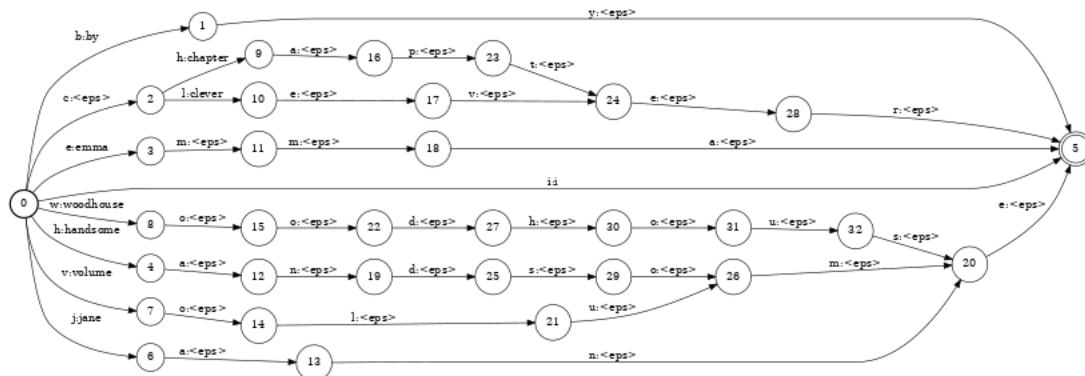 b:by
1
y:<eps>
c:<eps>
2
h:chapter
9
a:<eps>
16
p:<eps>
23
t:<eps>
l:clever
10
e:<eps>
17
v:<eps>
24
e:<eps>
28
r:<eps>
e:emma
3
m:<eps>
11
m:<eps>
18
a:<eps>
5
0
i:i
w:woodhouse
8
o:<eps>
15
o:<eps>
22
d:<eps>
27
h:<eps>
30
o:<eps>
31
u:<eps>
32
s:<eps>
e:<eps>
h:handsome
4
a:<eps>
12
n:<eps>
19
d:<eps>
25
s:<eps>
29
o:<eps>
26
m:<eps>
20
v:volume
7
o:<eps>
14
l:<eps>
21
u:<eps>
j:jane
6
a:<eps>
13
n:<eps>